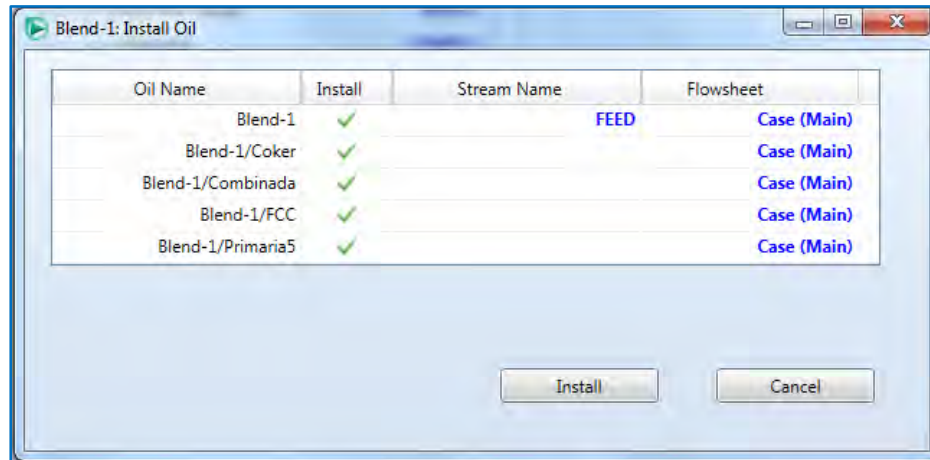 Blend-1: Install Oil
Oil Name Install Stream Name Flowsheet
Blend-1 FEED Case (Main)
Blend-1/Coker Case (Main)
Blend-1/Combinada Case (Main)
Blend-1/FCC Case (Main)
Blend-1/Primaria5 Case (Main)
Install Cancel